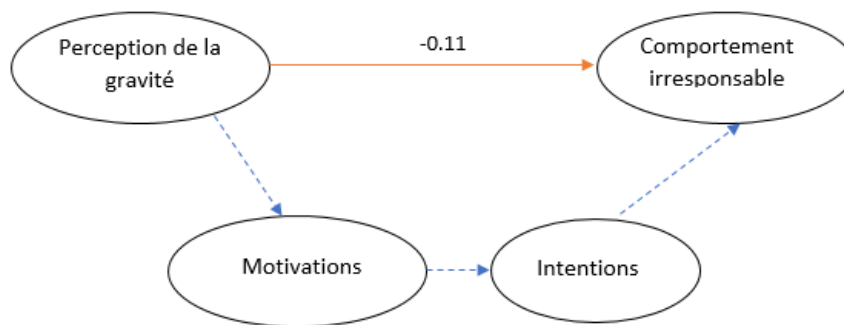 Perception de la
gravité
-0.11
Comportement
irresponsable
Motivations
Intentions